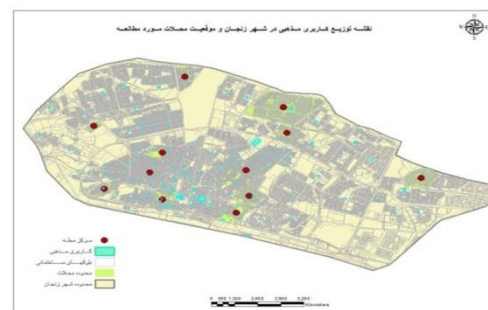 نقشه توزیع کاربری مذهبی در شهر زنجان و موقعیت محلات مورد مطالعه
N
مرکز محله
کاربری مذهبی
بلوکهای ساختمانی
محدوده محلات
محدوده شهر زنجان
Kilometers